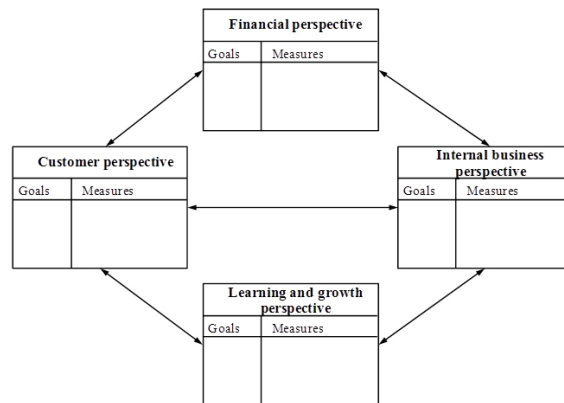 Financial perspective
Goals Measures
Customer perspective
Goals Measures
Internal business
perspective
Goals Measures
Learning and growth
perspective
Goals Measures